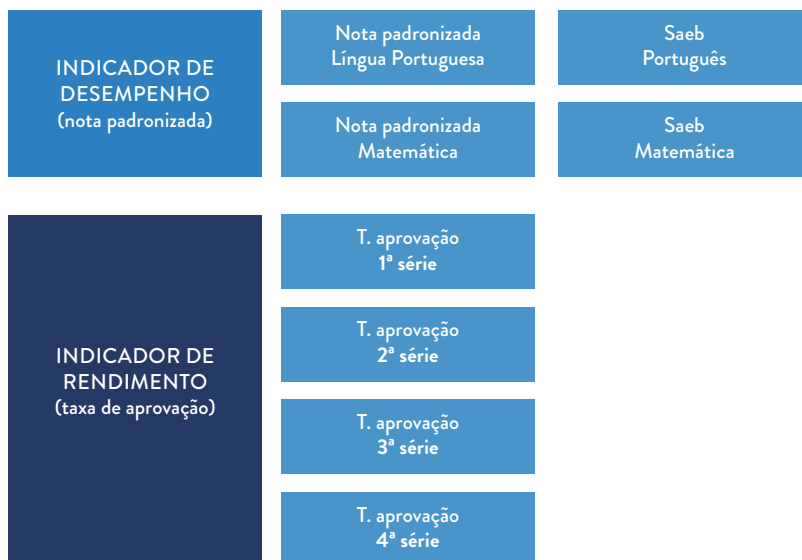 INDICADOR DE
DESEMPENHO
(nota padronizada)
Nota padronizada
Língua Portuguesa
Saeb
Português
Nota padronizada
Matemática
Saeb
Matemática
INDICADOR DE
RENDIMENTO
(taxa de aprovação)
T. aprovação
1ª série
T. aprovação
2ª série
T. aprovação
3ª série
T. aprovação
4ª série